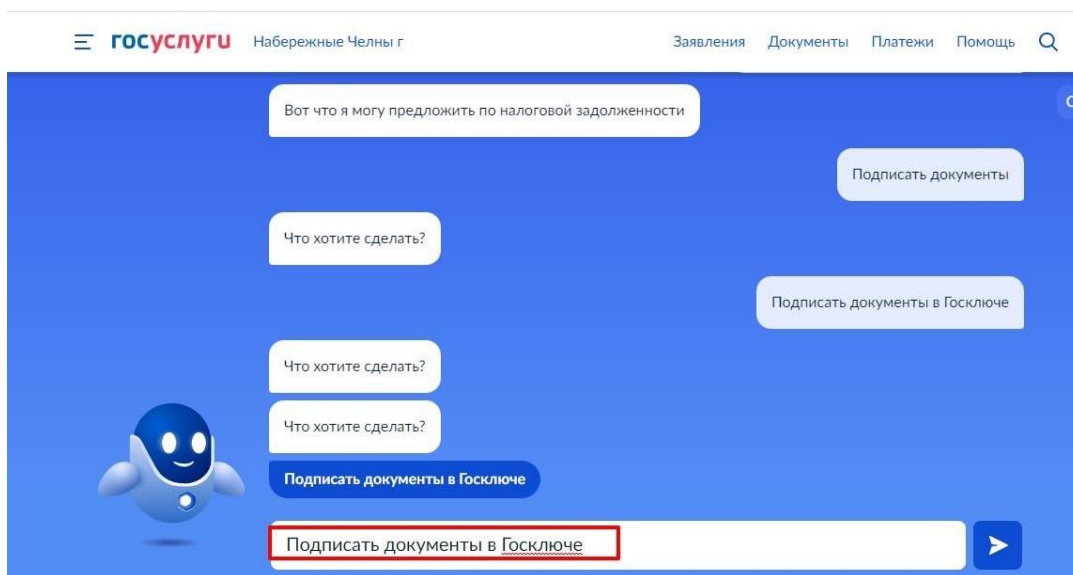 госуслуги Набережные Челны г Заявления Документы Платежи Помощь
Вот что я могу предложить по налоговой задолженности
Подписать документы
Что хотите сделать?
Подписать документы в Госключе
Что хотите сделать?
Что хотите сделать?
Подписать документы в Госключе
Подписать документы в Госключе